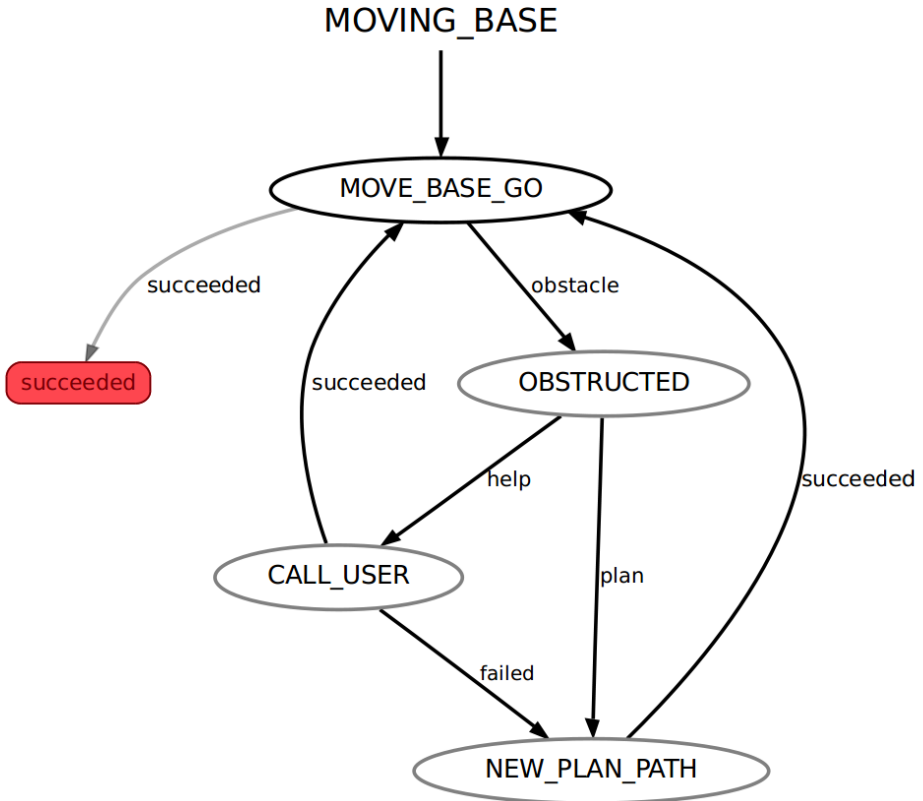 MOVING_BASE
MOVE_BASE_GO
succeeded
obstacle
succeeded
succeeded
OBSTRUCTED
help
succeeded
CALL_USER
plan
failed
NEW_PLAN_PATH